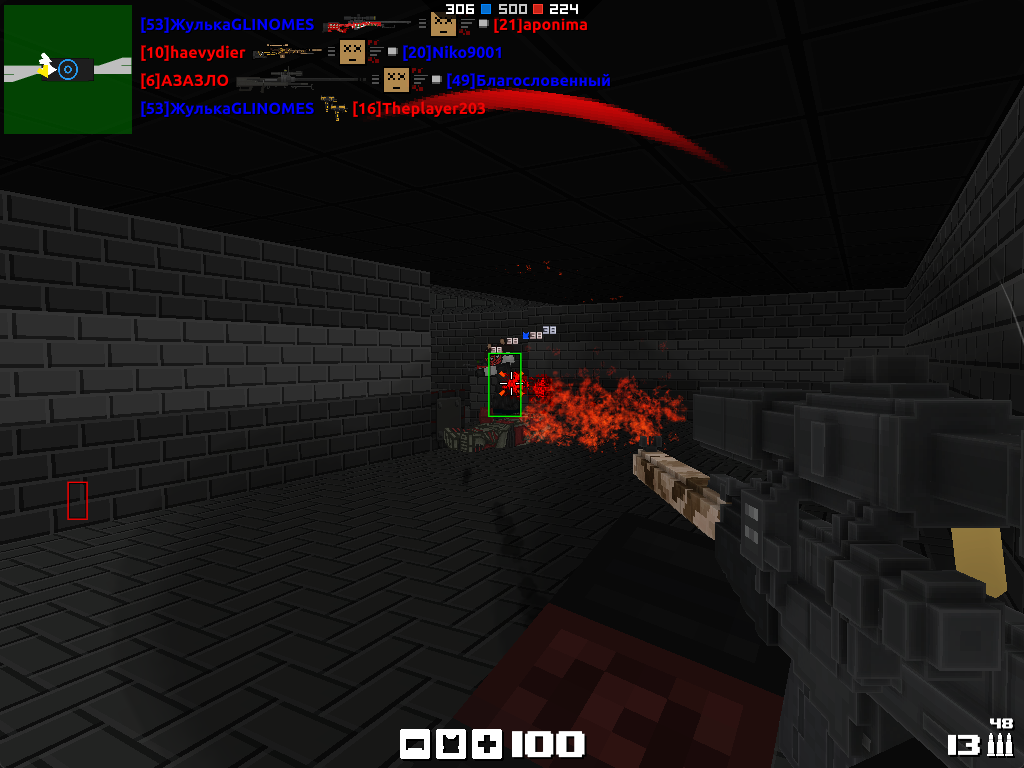 306 500 224
[53]ЖулькаGLINOMES [21]aponima
[10]haevydier [20]Niko9001
[6]АЗАЗЛО [49]Благословенный
[53]ЖулькаGLINOMES [16]Theplayer203
38
38
38
38
48
100
13